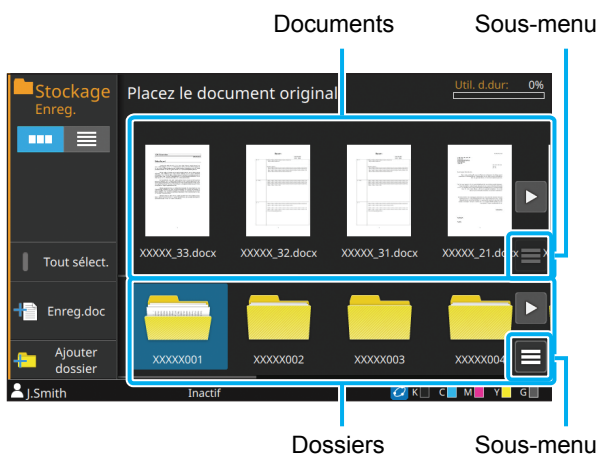 Documents Sous-menu
Stockage
Enreg.
Placez le document original
Util. d.dur: 0%
XXXXX_33.docx XXXXX_32.docx XXXXX_31.docx XXXXX_21.docx
Tout sélect.
Enreg.doc
Ajouter
dossier
XXXXX001 XXXXX002 XXXXX003 XXXXX004
J.Smith Inactif K C M Y G
Dossiers Sous-menu